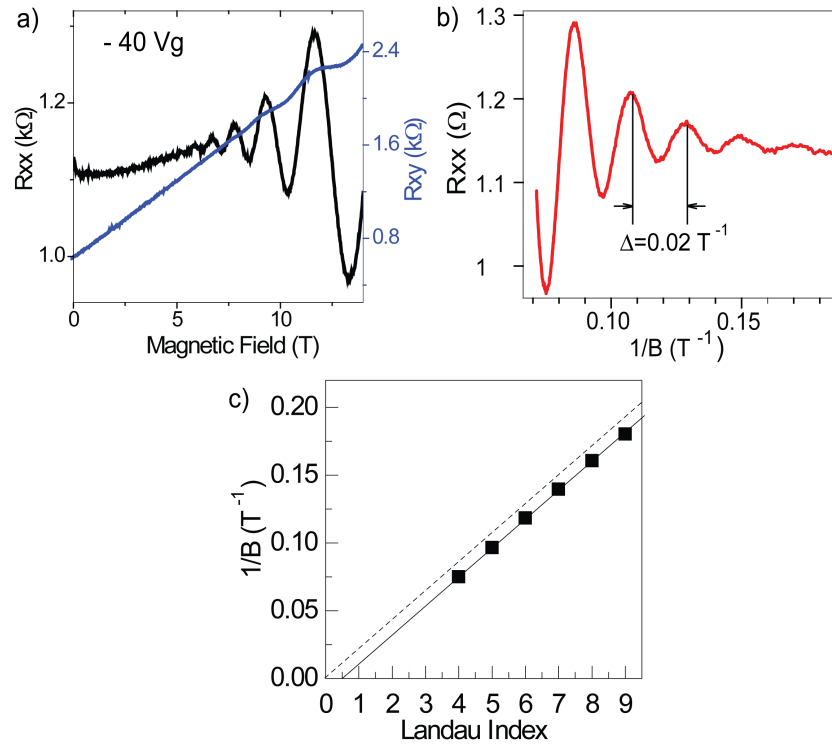 a)
- 40 Vg
1.2
1.0
Rxx (kΩ)
2.4
1.6
0.8
Rxy (kΩ)
0 5 10
Magnetic Field (T)
b)
1.3
1.2
1.1
1
Rxx (Ω)
Δ=0.02 T⁻¹
0.10 0.15
1/B (T⁻¹)
c)
0.20
0.15
0.10
0.05
0.00
1/B (T⁻¹)
0 1 2 3 4 5 6 7 8 9
Landau Index